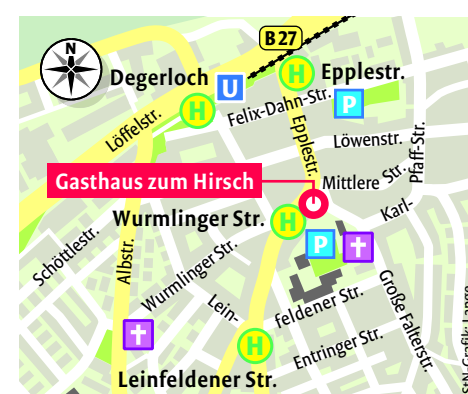 N
B 27
Degerloch
U
H
Epplestr.
H
P
Felix-Dahn-Str.
Löffelstr.
Epplestr.
Löwenstr.
Pfaff-Str.
Gasthaus zum Hirsch
Mittlere Str.
Karl-
Wurmlinger Str.
H
P
Schöttlestr.
Albstr.
Wurmlinger Str.
Lein-
feldener Str.
Große Falterstr.
H
Entringer Str.
Leinfeldener Str.
StN-Grafik: Lange